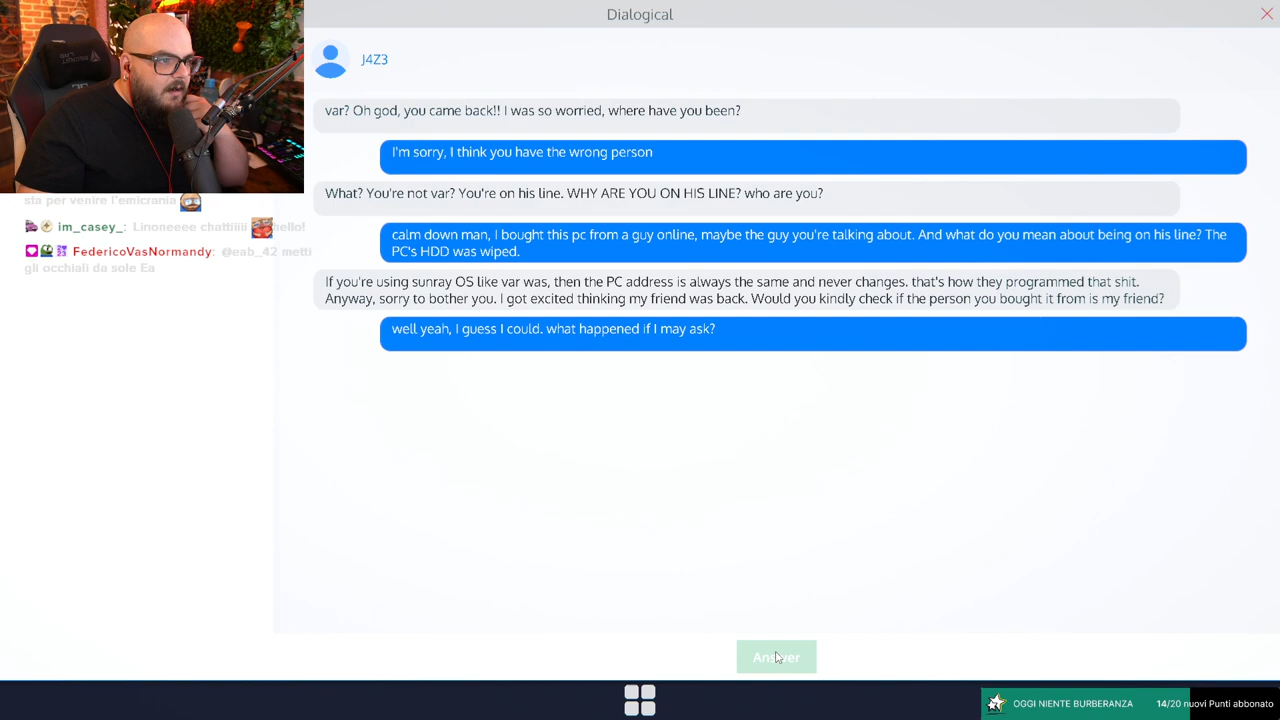 Dialogical
J4Z3
var? Oh god, you came back!! I was so worried, where have you been?
I'm sorry, I think you have the wrong person
What? You're not var? You're on his line. WHY ARE YOU ON HIS LINE? who are you?
calm down man, I bought this pc from a guy online, maybe the guy you're talking about. And what do you mean about being on his line? The
PC's HDD was wiped.
If you're using sunray OS like var was, then the PC address is always the same and never changes. that's how they programmed that shit.
Anyway, sorry to bother you. I got excited thinking my friend was back. Would you kindly check if the person you bought it from is my friend?
well yeah, I guess I could. what happened if I may ask?
Answer
sta per venire l'emicrania
im_casey_: Linoneeee chattiiiii hello!
FedericoVasNormandy: @eab_42 metti
gli occhiali da sole Ea
OGGI NIENTE BURBERANZA 14/20 nuovi Punti abbonato